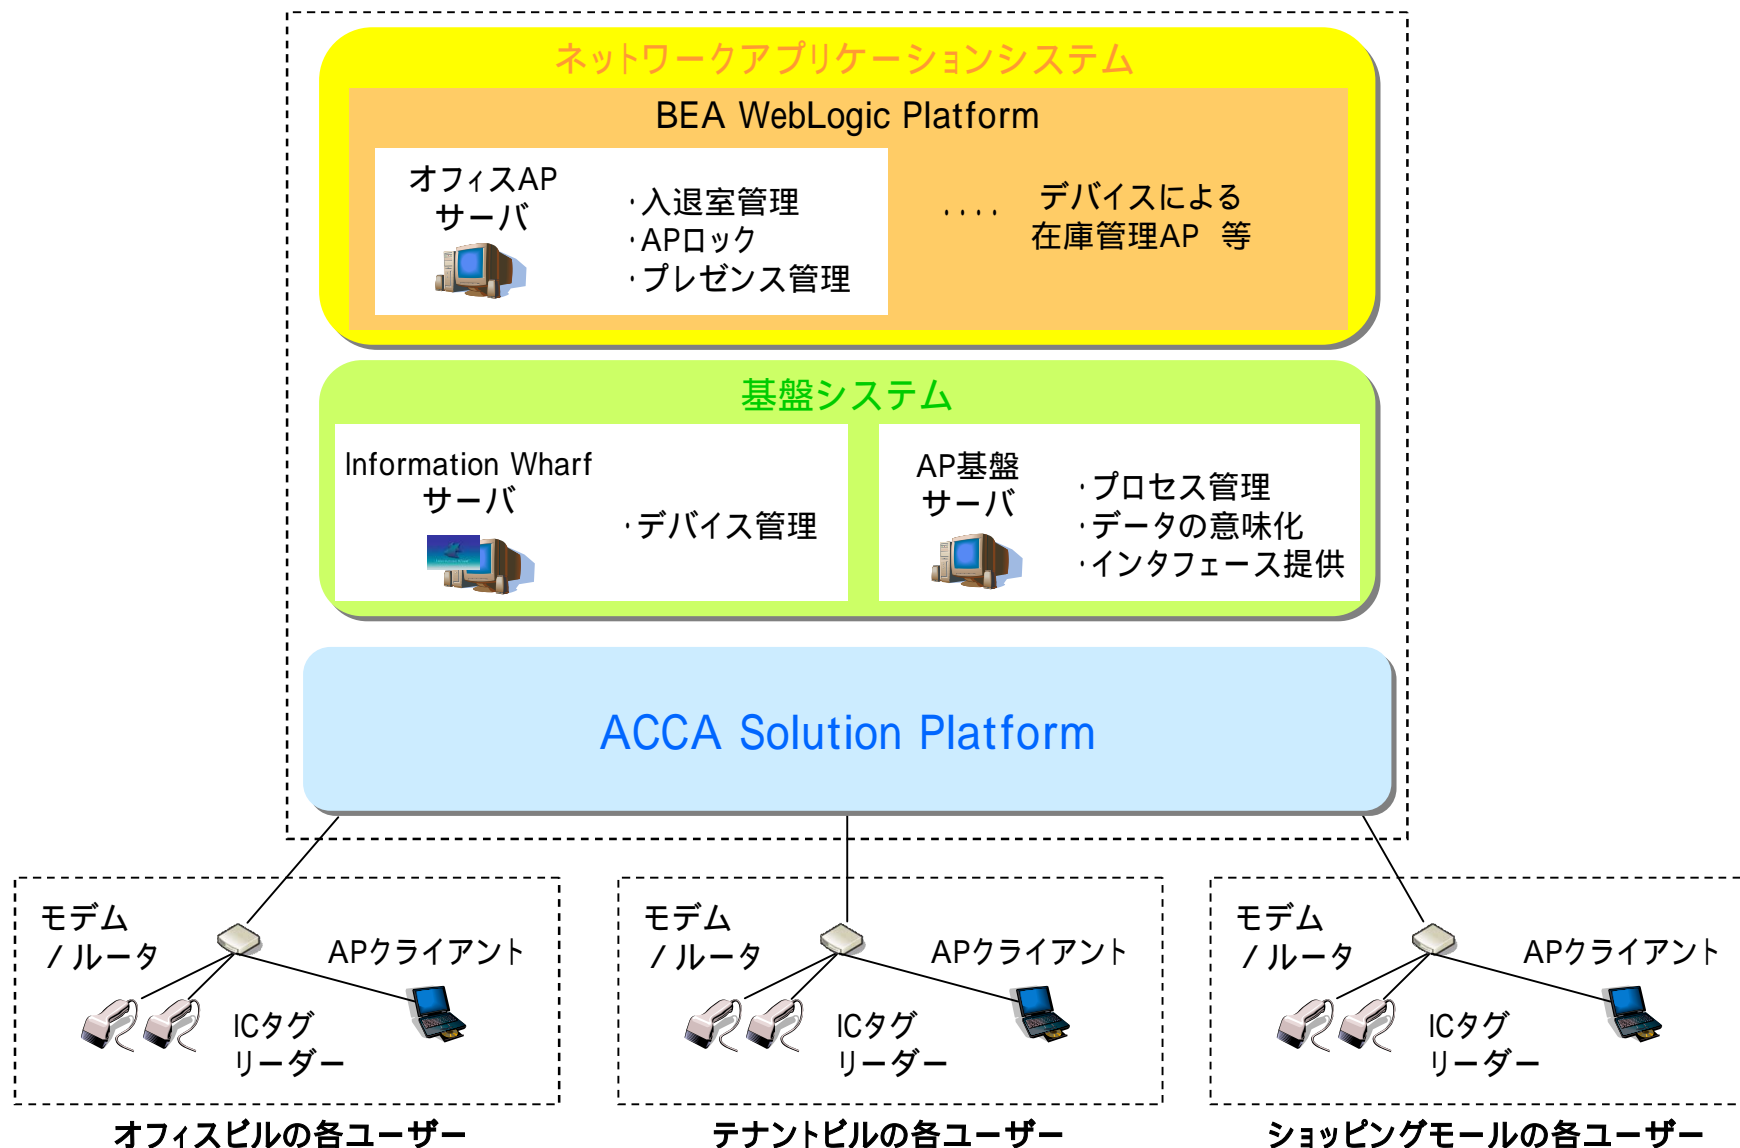 ネットワークアプリケーションシステム
BEA WebLogic Platform
オフィスAP
サーバ
・入退室管理
・APロック
・プレゼンス管理
・・・・
デバイスによる
在庫管理AP 等
基盤システム
Information Wharf
サーバ
・デバイス管理
AP基盤
サーバ
・プロセス管理
・データの意味化
・インタフェース提供
ACCA Solution Platform
モデム
/ルータ
APクライアント
ICタグ
リーダー
オフィスビルの各ユーザー
モデム
/ルータ
APクライアント
ICタグ
リーダー
テナントビルの各ユーザー
モデム
/ルータ
APクライアント
ICタグ
リーダー
ショッピングモールの各ユーザー